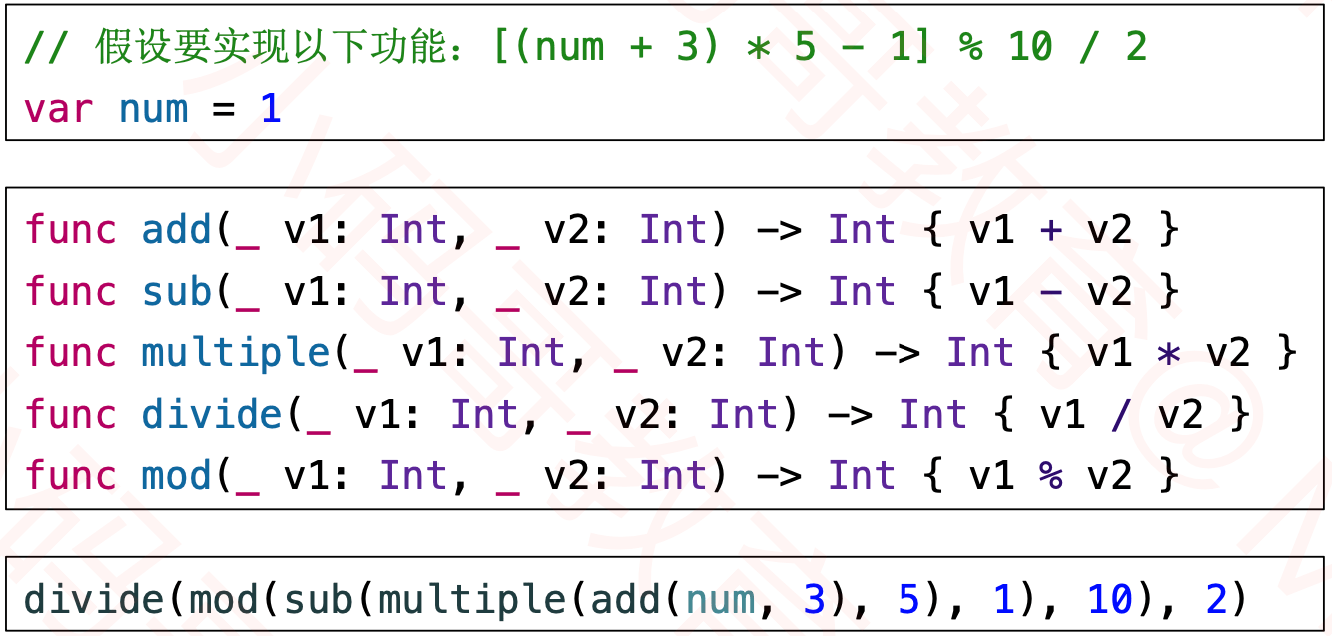 // 假设要实现以下功能：[(num + 3) * 5 - 1] % 10 / 2
var num = 1
func add(_ v1: Int, _ v2: Int) -> Int { v1 + v2 }
func sub(_ v1: Int, _ v2: Int) -> Int { v1 - v2 }
func multiple(_ v1: Int, _ v2: Int) -> Int { v1 * v2 }
func divide(_ v1: Int, _ v2: Int) -> Int { v1 / v2 }
func mod(_ v1: Int, _ v2: Int) -> Int { v1 % v2 }
divide(mod(sub(multiple(add(num, 3), 5), 1), 10), 2)